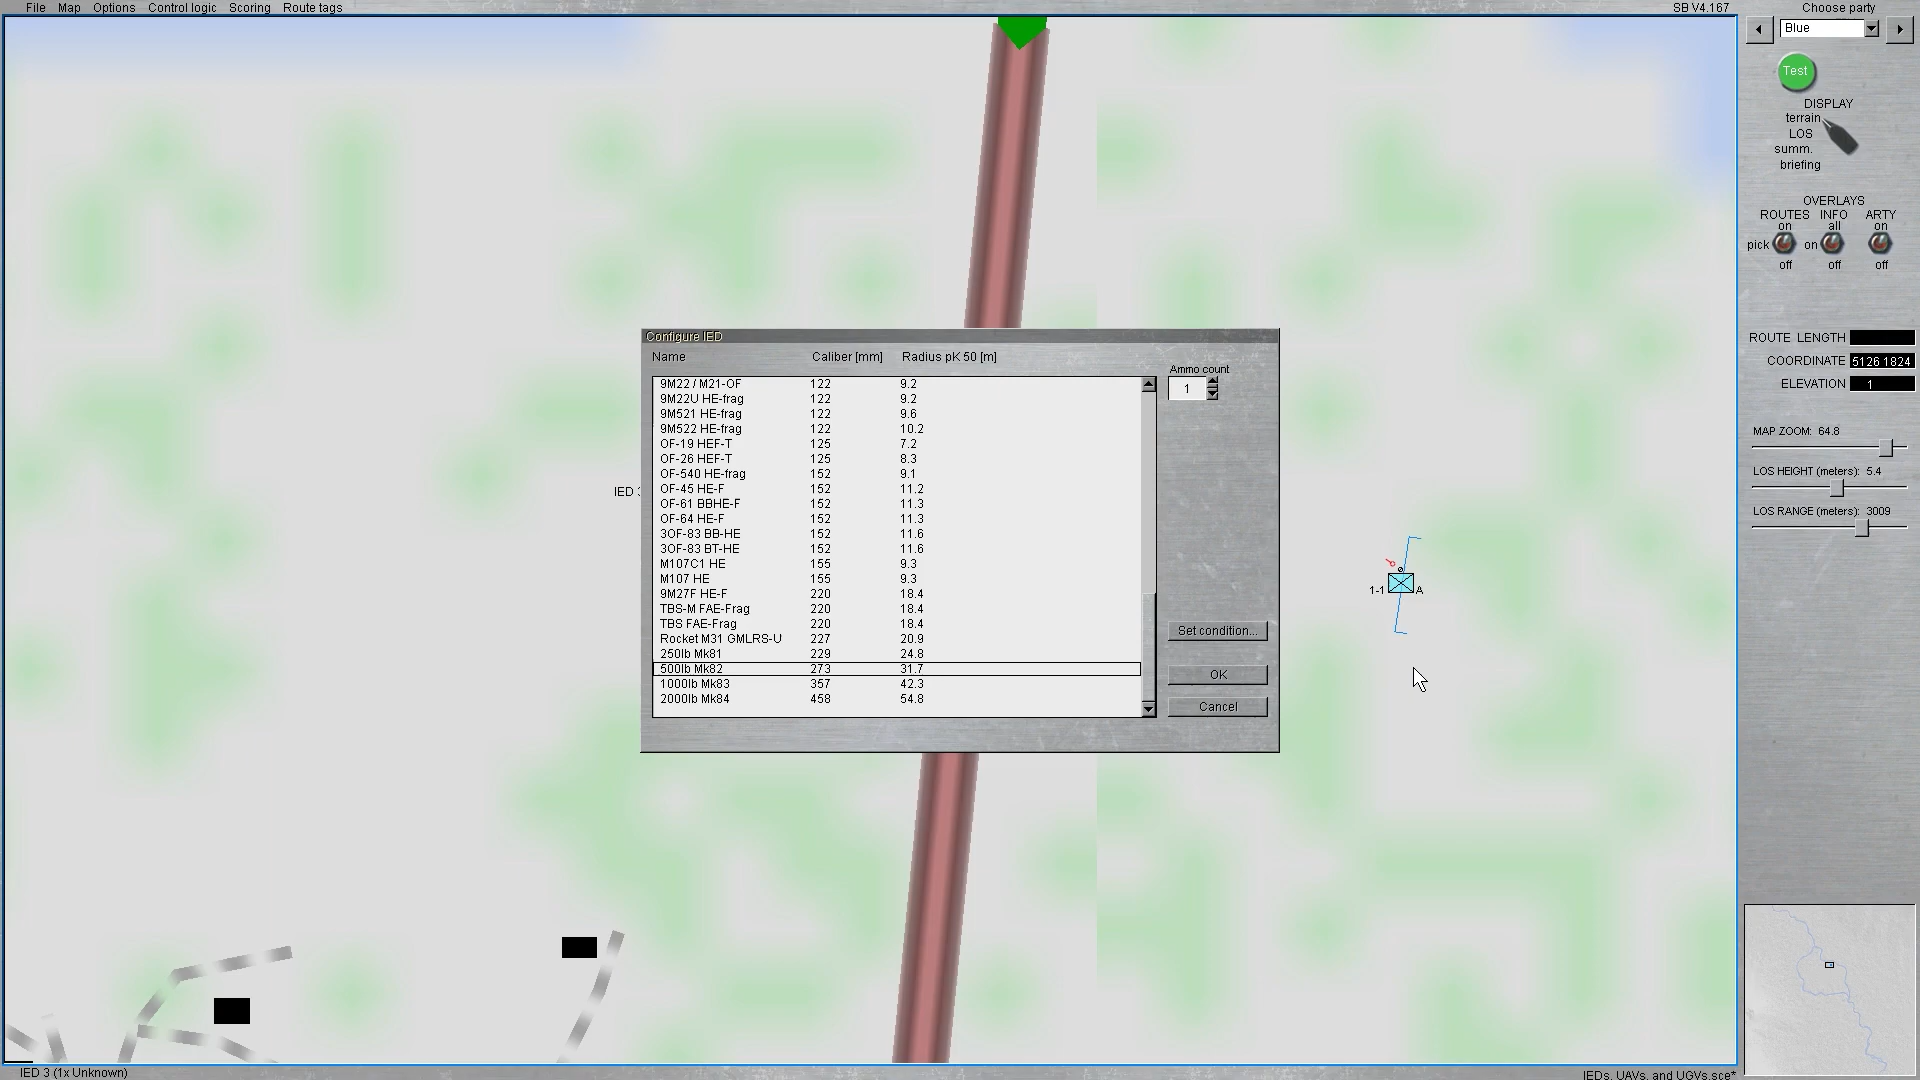 File Map Options Control logic Scoring Route tags
SB V4.167
Choose party
Blue
Test
DISPLAY
terrain
LOS
summ.
briefing
OVERLAYS
ROUTES INFO ARTY
on all on
pick on
off off off
ROUTE LENGTH
COORDINATE 5126 1824
ELEVATION 1
MAP ZOOM: 64.8
LOS HEIGHT (meters): 5.4
LOS RANGE (meters): 3009
Configure IED
Name Caliber [mm] Radius pK 50 [m]
Ammo count
1
9M22 / M21-OF 122 9.2
9M22U HE-frag 122 9.2
9M521 HE-frag 122 9.6
9M522 HE-frag 122 10.2
OF-19 HEF-T 125 7.2
OF-26 HEF-T 125 8.3
OF-540 HE-frag 152 9.1
OF-45 HE-F 152 11.2
OF-61 BBHE-F 152 11.3
OF-64 HE-F 152 11.3
3OF-83 BB-HE 152 11.6
3OF-83 BT-HE 152 11.6
M107C1 HE 155 9.3
M107 HE 155 9.3
9M27F HE-F 220 18.4
TBS-M FAE-Frag 220 18.4
TBS FAE-Frag 220 18.4
Rocket M31 GMLRS-U 227 20.9
250lb Mk81 229 24.8
500lb Mk82 273 31.7
1000lb Mk83 357 42.3
2000lb Mk84 458 54.8
Set condition...
OK
Cancel
IED
1-1 A
IED 3 (1x Unknown)
IEDs, UAVs, and UGVs.sce*